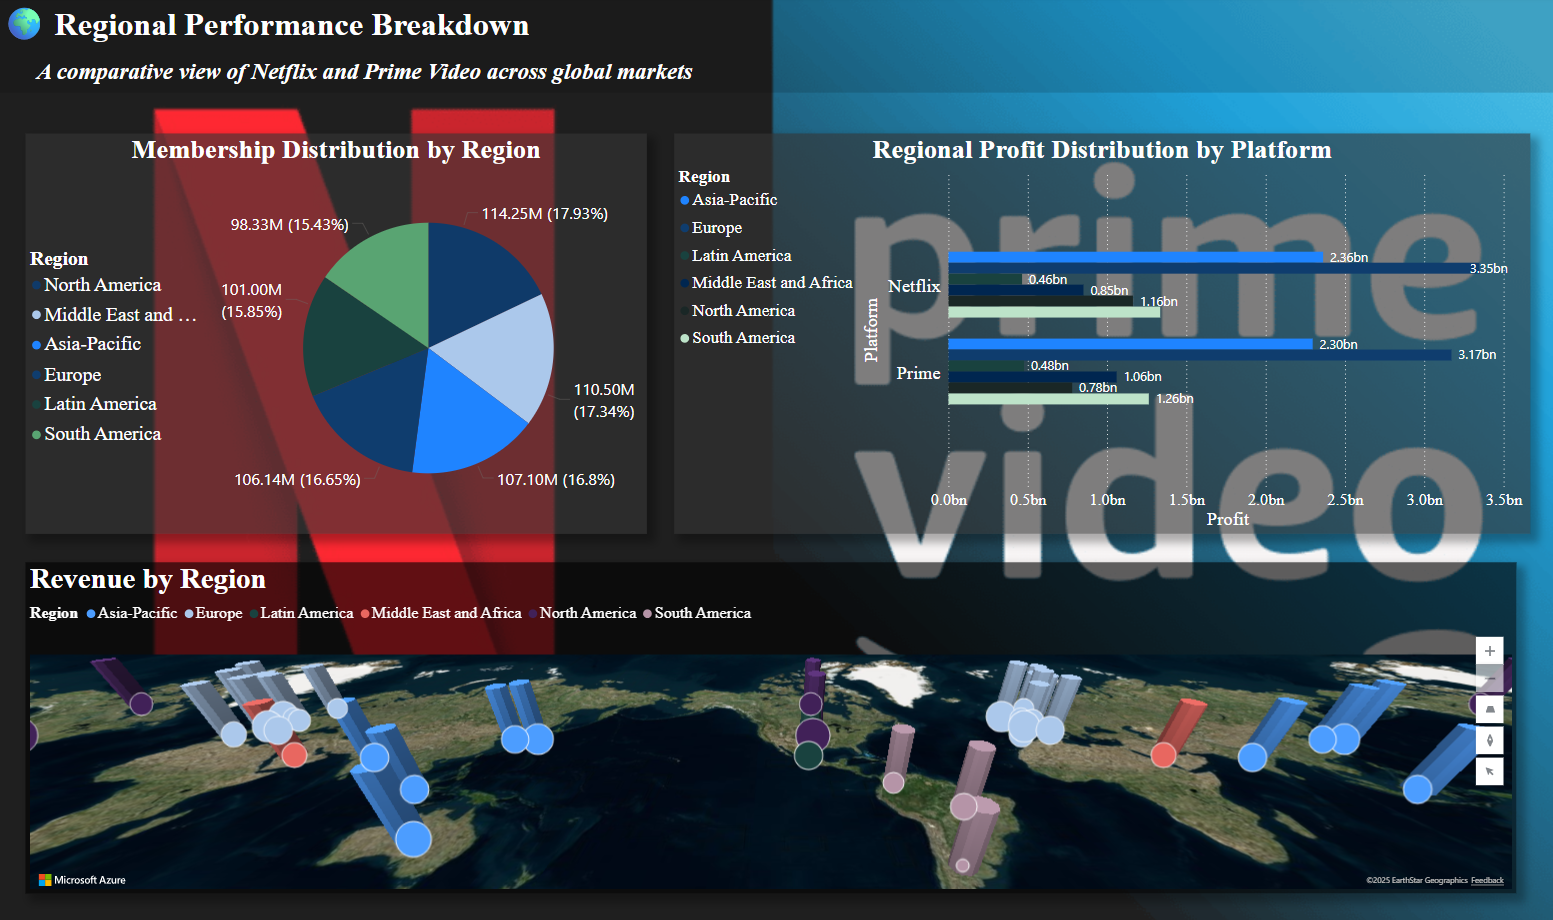 Regional Performance Breakdown
A comparative view of Netflix and Prime Video across global markets
Membership Distribution by Region
Region
North America
Middle East and …
Asia-Pacific
Europe
Latin America
South America
98.33M (15.43%)
114.25M (17.93%)
101.00M
(15.85%)
110.50M
(17.34%)
106.14M (16.65%)
107.10M (16.8%)
Regional Profit Distribution by Platform
Region
Asia-Pacific
Europe
Latin America
Middle East and Africa
North America
South America
Platform
Netflix
2.36bn
3.35bn
0.46bn
0.85bn
1.16bn
Prime
2.30bn
3.17bn
0.48bn
1.06bn
0.78bn
1.26bn
0.0bn 0.5bn 1.0bn 1.5bn 2.0bn 2.5bn 3.0bn 3.5bn
Profit
prime
video
Revenue by Region
Region Asia-Pacific Europe Latin America Middle East and Africa North America South America
Microsoft Azure
©2025 EarthStar Geographics Feedback